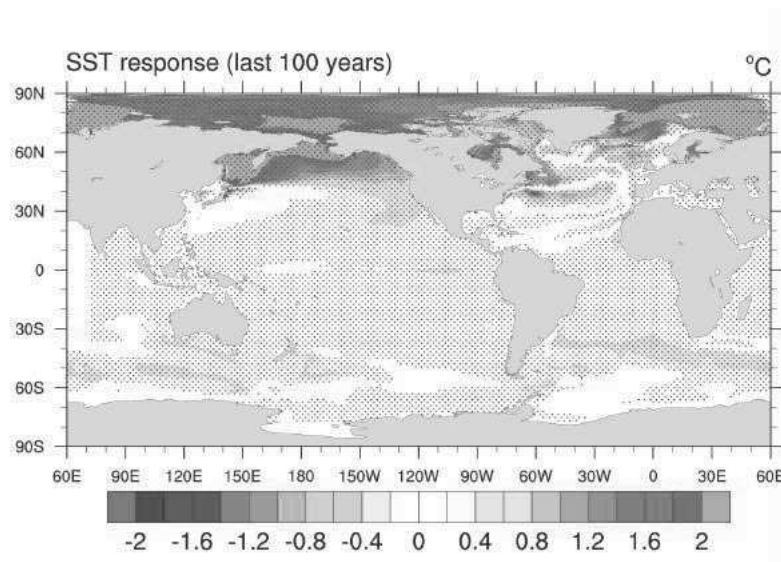 SST response (last 100 years) ºC
90N
60N
30N
0
30S
60S
90S
60E 90E 120E 150E 180 150W 120W 90W 60W 30W 0 30E 60E
-2 -1.6 -1.2 -0.8 -0.4 0 0.4 0.8 1.2 1.6 2